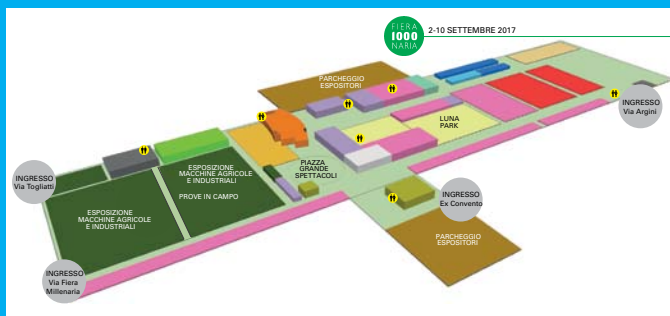 FIERA
1000
NARIA
2-10 SETTEMBRE 2017
PARCHEGGIO
ESPOSITORI
INGRESSO
Via Argini
LUNA
PARK
PIAZZA
GRANDE
SPETTACOLI
INGRESSO
Via Togliatti
ESPOSIZIONE
MACCHINE AGRICOLE
E INDUSTRIALI
PROVE IN CAMPO
INGRESSO
Ex Convento
ESPOSIZIONE
MACCHINE AGRICOLE
E INDUSTRIALI
PARCHEGGIO
ESPOSITORI
INGRESSO
Via Fiera
Millenaria